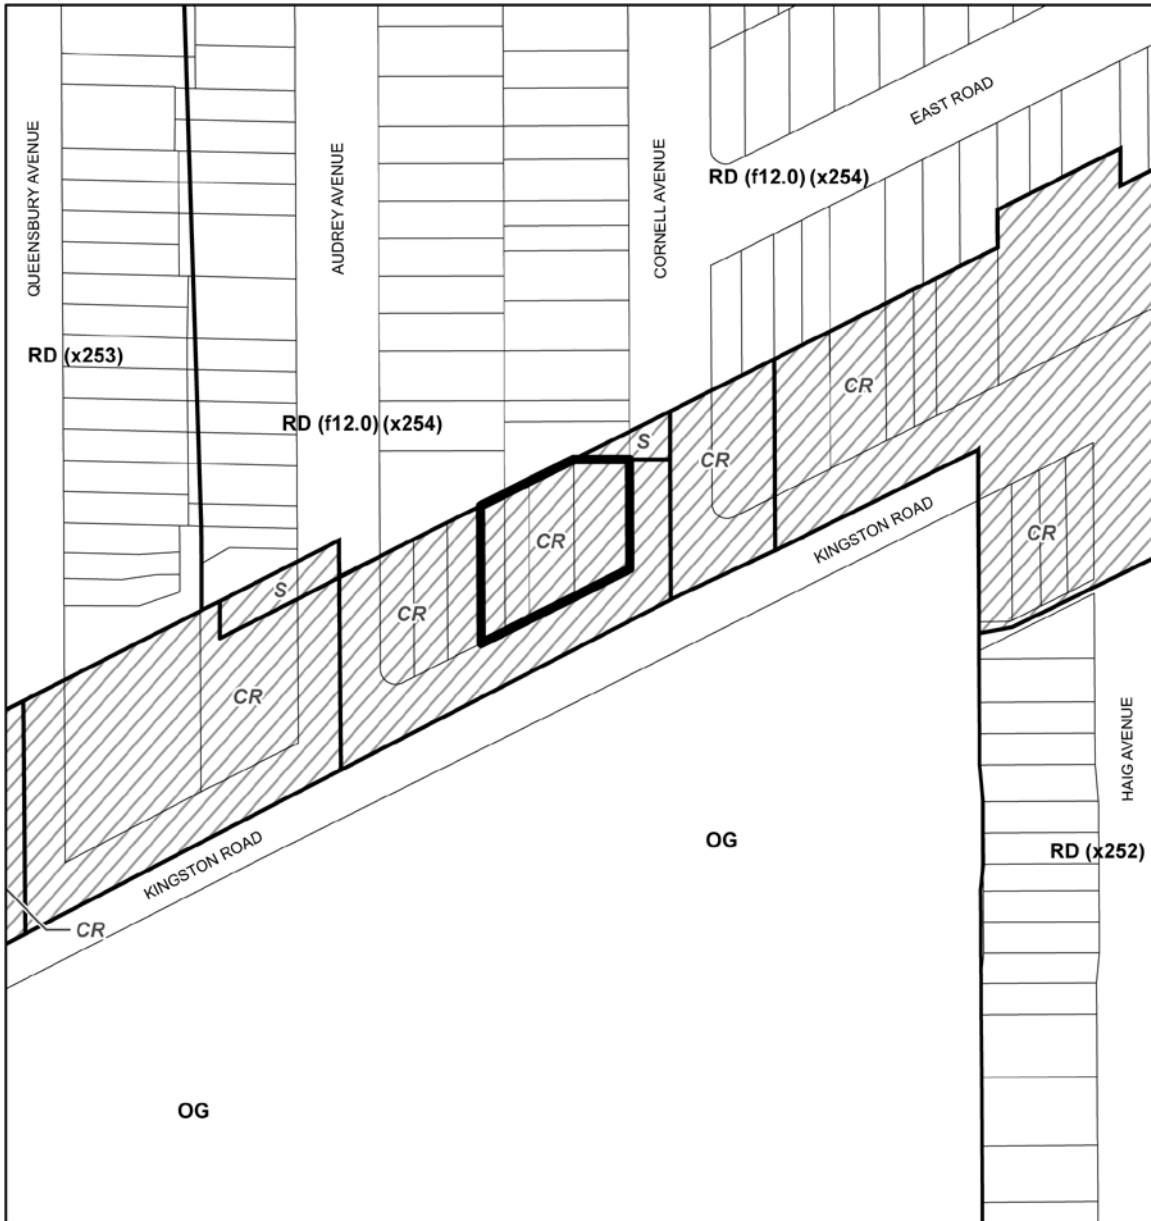 EAST ROAD
QUEENSBURY AVENUE
AUDREY AVENUE
CORNELL AVENUE
RD (f12.0) (x254)
RD (x253)
CR
RD (f12.0) (x254)
S
CR
KINGSTON ROAD
CR
CR
S
CR
CR
HAIG AVENUE
OG
RD (x252)
KINGSTON ROAD
CR
OG